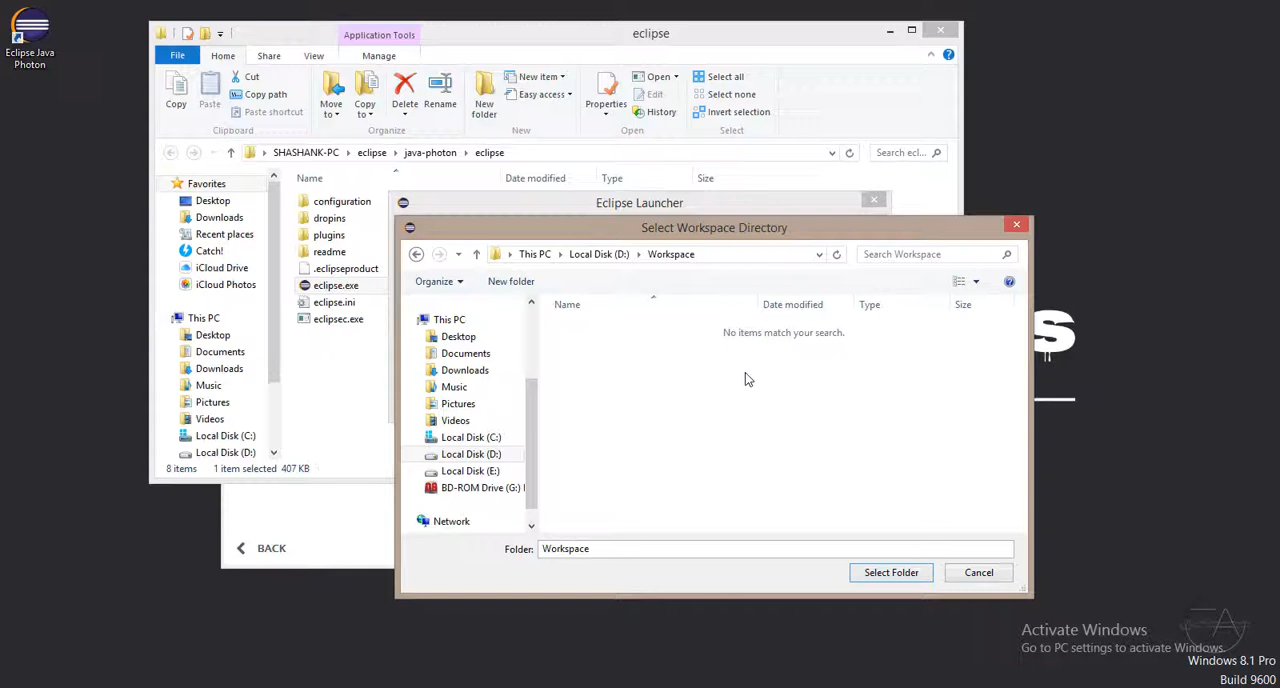 Eclipse Java
Photon
Application Tools
eclipse
File
Home
Share
View
Manage
Copy
Paste
Cut
Copy path
Paste shortcut
Clipboard
Move
to
Copy
to
Delete
Rename
Organize
New
folder
New item
Easy access
New
Properties
Open
Edit
History
Open
Select all
Select none
Invert selection
Select
SHASHANK-PC
eclipse
java-photon
eclipse
Search ecl...
Favorites
Desktop
Downloads
Recent places
Catch!
iCloud Drive
iCloud Photos
This PC
Desktop
Documents
Downloads
Music
Pictures
Videos
Local Disk (C:)
Local Disk (D:)
Name
Date modified
Type
Size
configuration
dropins
plugins
readme
.eclipseproduct
eclipse.exe
eclipse.ini
eclipsec.exe
8 items
1 item selected 407 KB
Eclipse Launcher
Select Workspace Directory
This PC
Local Disk (D:)
Workspace
Search Workspace
Organize
New folder
This PC
Desktop
Documents
Downloads
Music
Pictures
Videos
Local Disk (C:)
Local Disk (D:)
Local Disk (E:)
BD-ROM Drive (G:)
Network
Name
Date modified
Type
Size
No items match your search.
Folder:
Workspace
Select Folder
Cancel
BACK
Activate Windows
Go to PC settings to activate Windows.
Windows 8.1 Pro
Build 9600